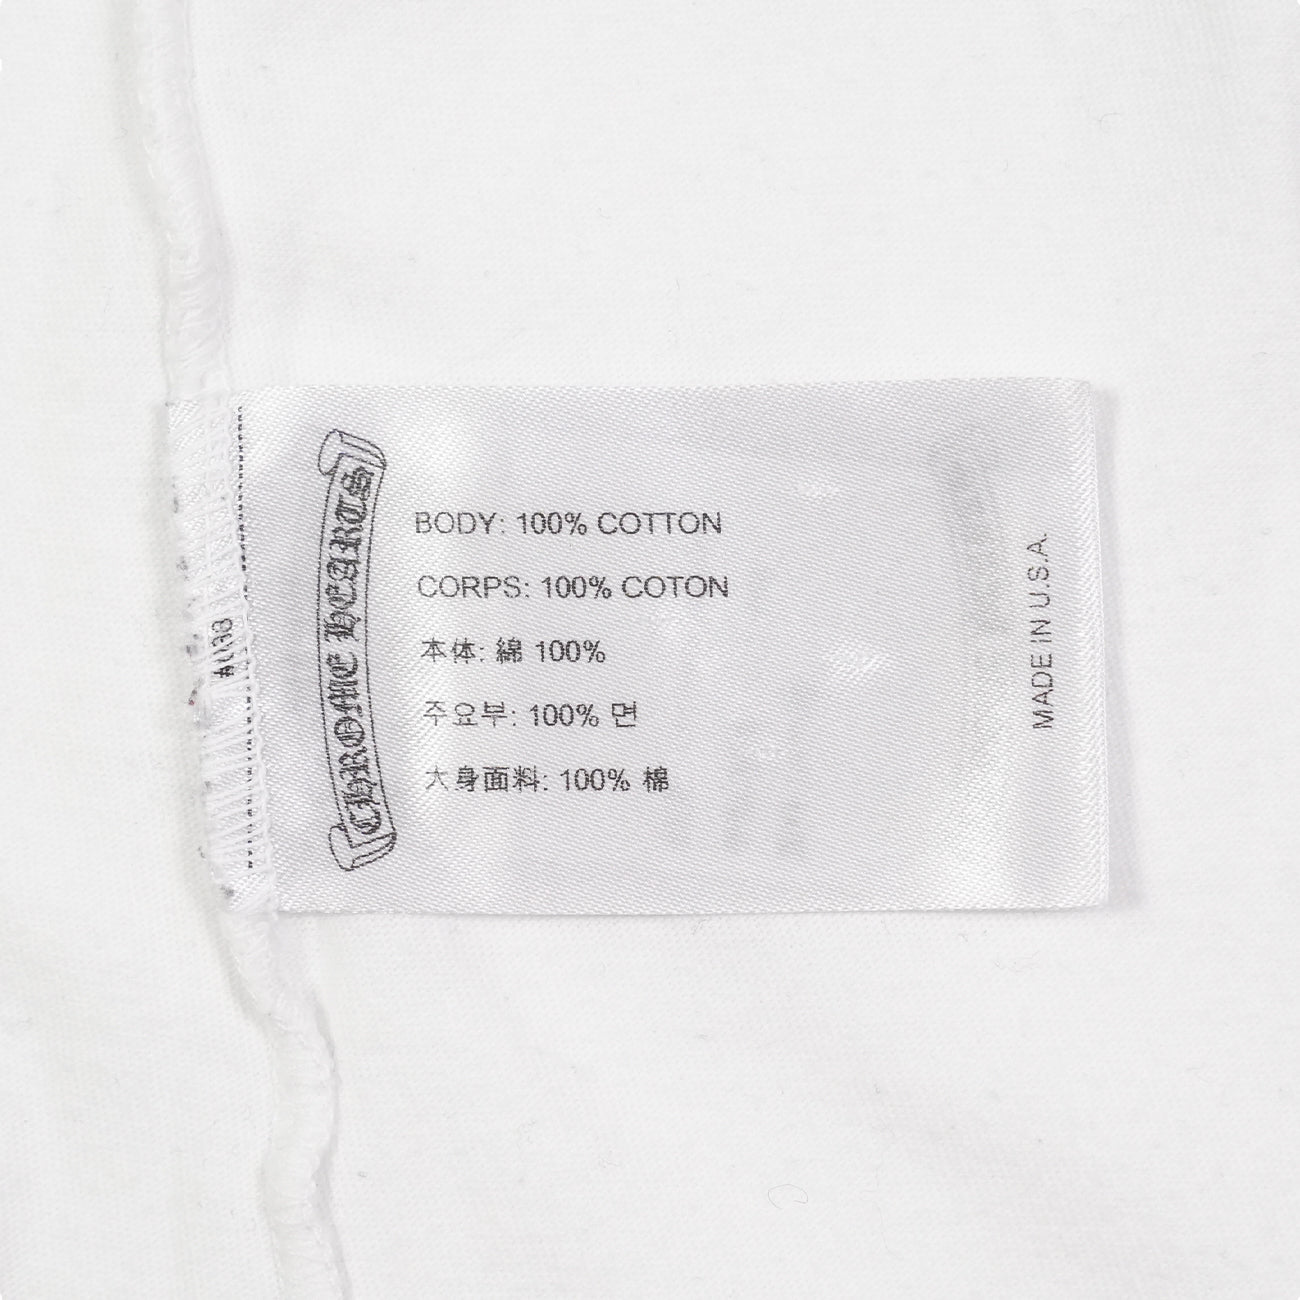 CHROME HEARTS
BODY: 100% COTTON
CORPS: 100% COTON
本体: 綿 100%
주요부: 100% 면
大身面料: 100% 棉
MADE IN U.S.A.